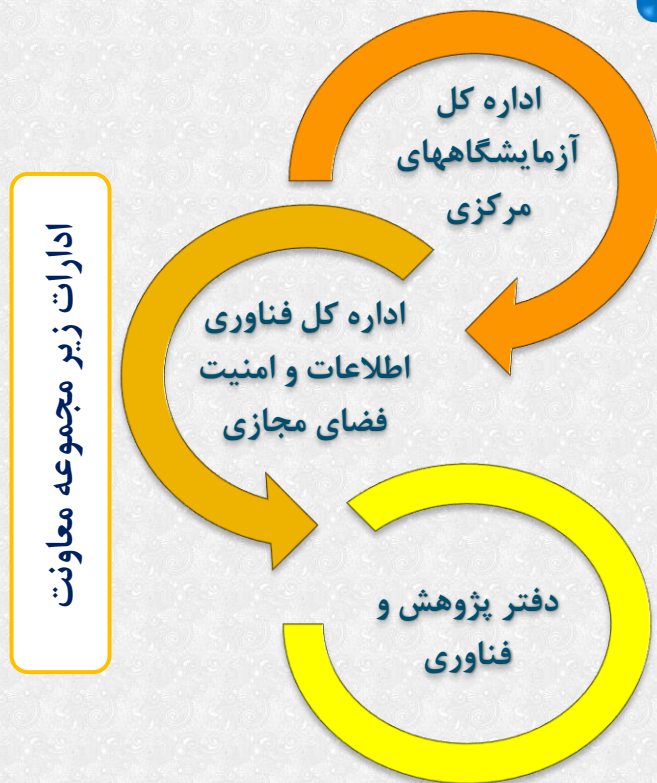 ادارات زیر مجموعه معاونت
اداره کل
آزمایشگاههای
مرکزی
اداره کل فناوری
اطلاعات و امنیت
فضای مجازی
دفتر پژوهش و
فناوری